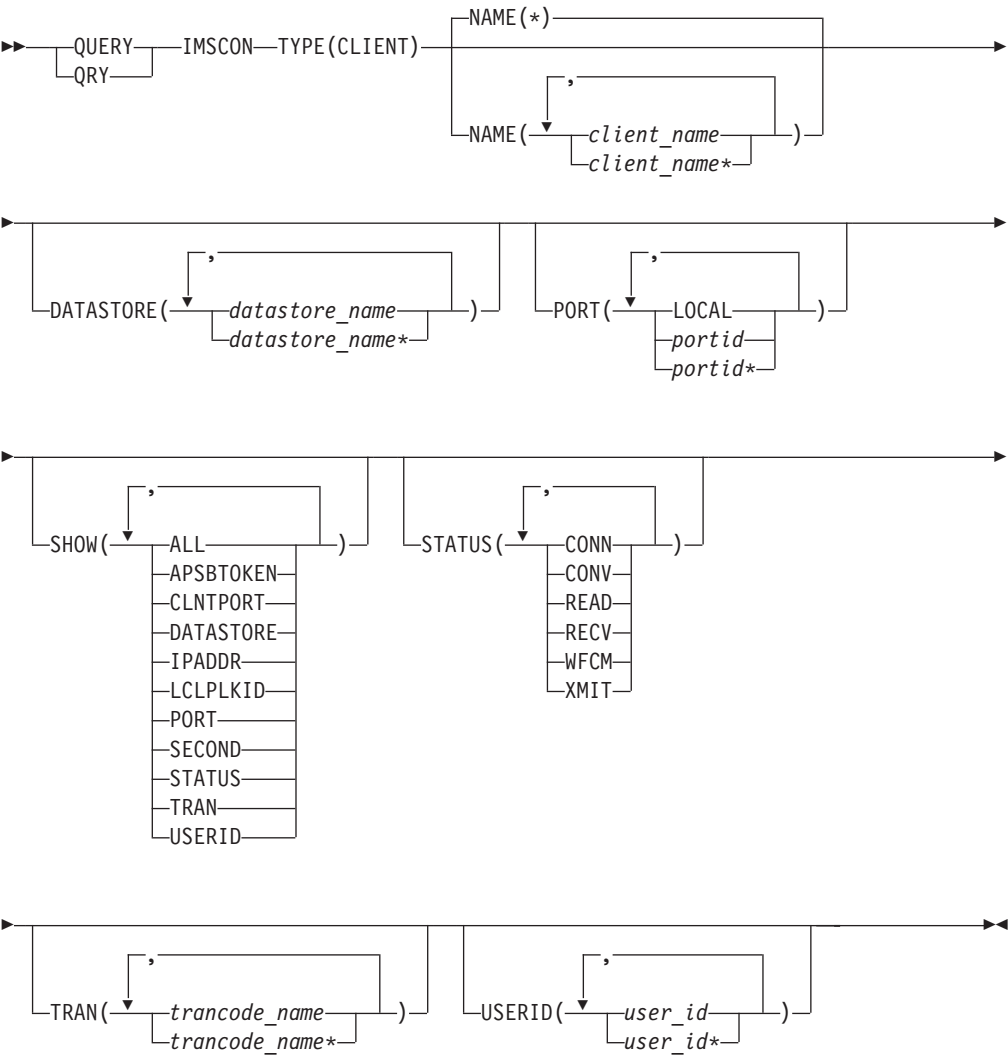 NAME(*)
QUERY IMSCON TYPE(CLIENT)
QRY
,
NAME( client_name )
client_name*
, ,
DATASTORE( datastore_name ) PORT( LOCAL )
datastore_name* portid
portid*
, ,
SHOW( ALL ) STATUS( CONN )
APSBTOKEN CONV
CLNTPORT READ
DATASTORE RECV
IPADDR WFCM
LCLPLKID XMIT
PORT
SECOND
STATUS
TRAN
USERID
, ,
TRAN( trancode_name ) USERID( user_id )
trancode_name* user_id*